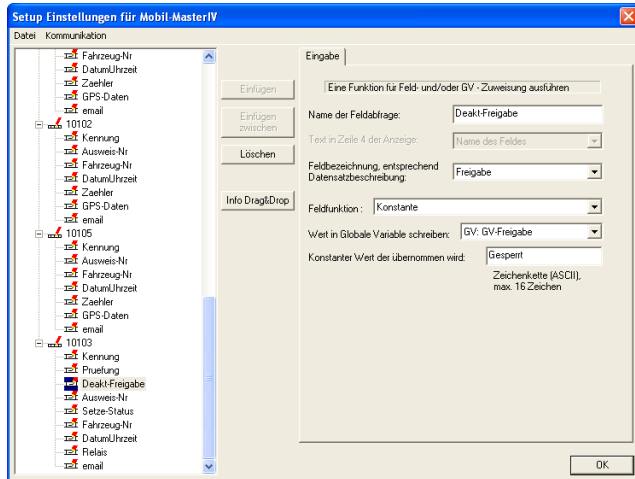 Setup Einstellungen für Mobil-MasterIV
Datei Kommunikation
Fahrzeug-Nr
DatumUhrzeit
Zaehler
GPS-Daten
email
10102
Kennung
Ausweis-Nr
Fahrzeug-Nr
DatumUhrzeit
Zaehler
GPS-Daten
email
10105
Kennung
Ausweis-Nr
Fahrzeug-Nr
DatumUhrzeit
Zaehler
GPS-Daten
email
10103
Kennung
Pruefung
Deakt-Freigabe
Ausweis-Nr
Setze-Status
Fahrzeug-Nr
DatumUhrzeit
Relais
email
Einfügen
Einfügen
zwischen
Löschen
Info Drag&Drop
Eingabe
Eine Funktion für Feld- und/oder GV - Zuweisung ausführen
Name der Feldabfrage: Deakt-Freigabe
Text in Zeile 4 der Anzeige: Name des Feldes
Feldbezeichnung, entsprechend
Datensatzbeschreibung: Freigabe
Feldfunktion : Konstante
Wert in Globale Variable schreiben: GV: GV-Freigabe
Konstanter Wert der übernommen wird: Gesperrt
Zeichenkette (ASCII),
max. 16 Zeichen
OK